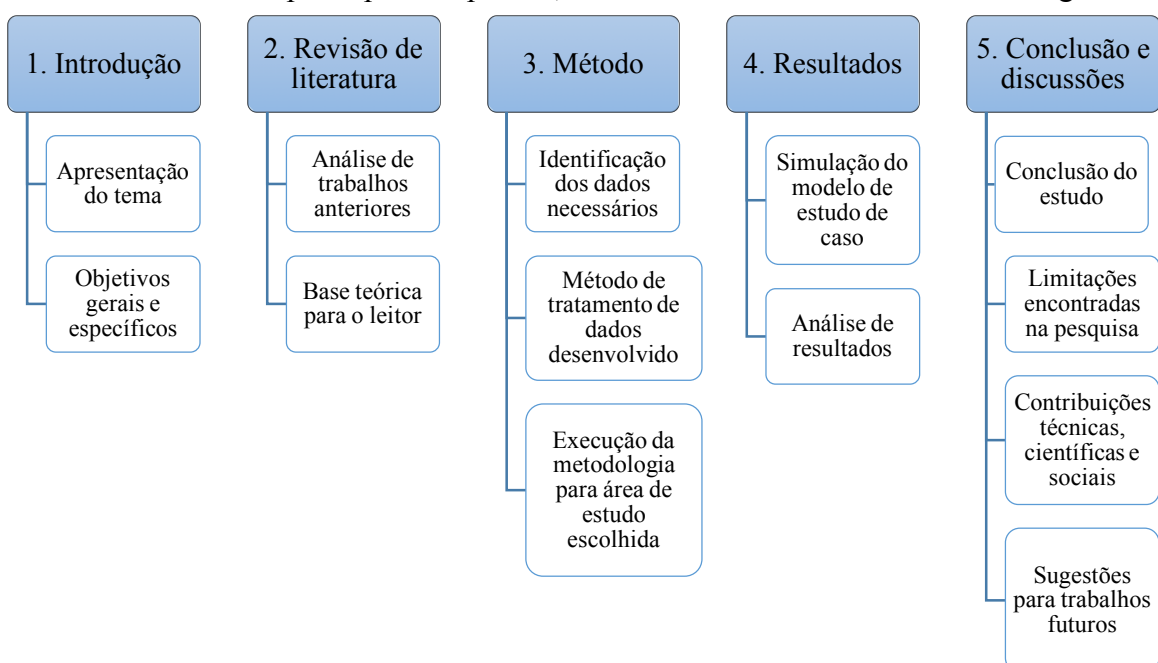 1. Introdução
Apresentação
do tema
Objetivos
gerais e
específicos
2. Revisão de
literatura
Análise de
trabalhos
anteriores
Base teórica
para o leitor
3. Método
Identificação
dos dados
necessários
Método de
tratamento de
dados
desenvolvido
Execução da
metodologia
para área de
estudo
escolhida
4. Resultados
Simulação do
modelo de
estudo de
caso
Análise de
resultados
5. Conclusão e
discussões
Conclusão do
estudo
Limitações
encontradas
na pesquisa
Contribuições
técnicas,
científicas e
sociais
Sugestões
para trabalhos
futuros